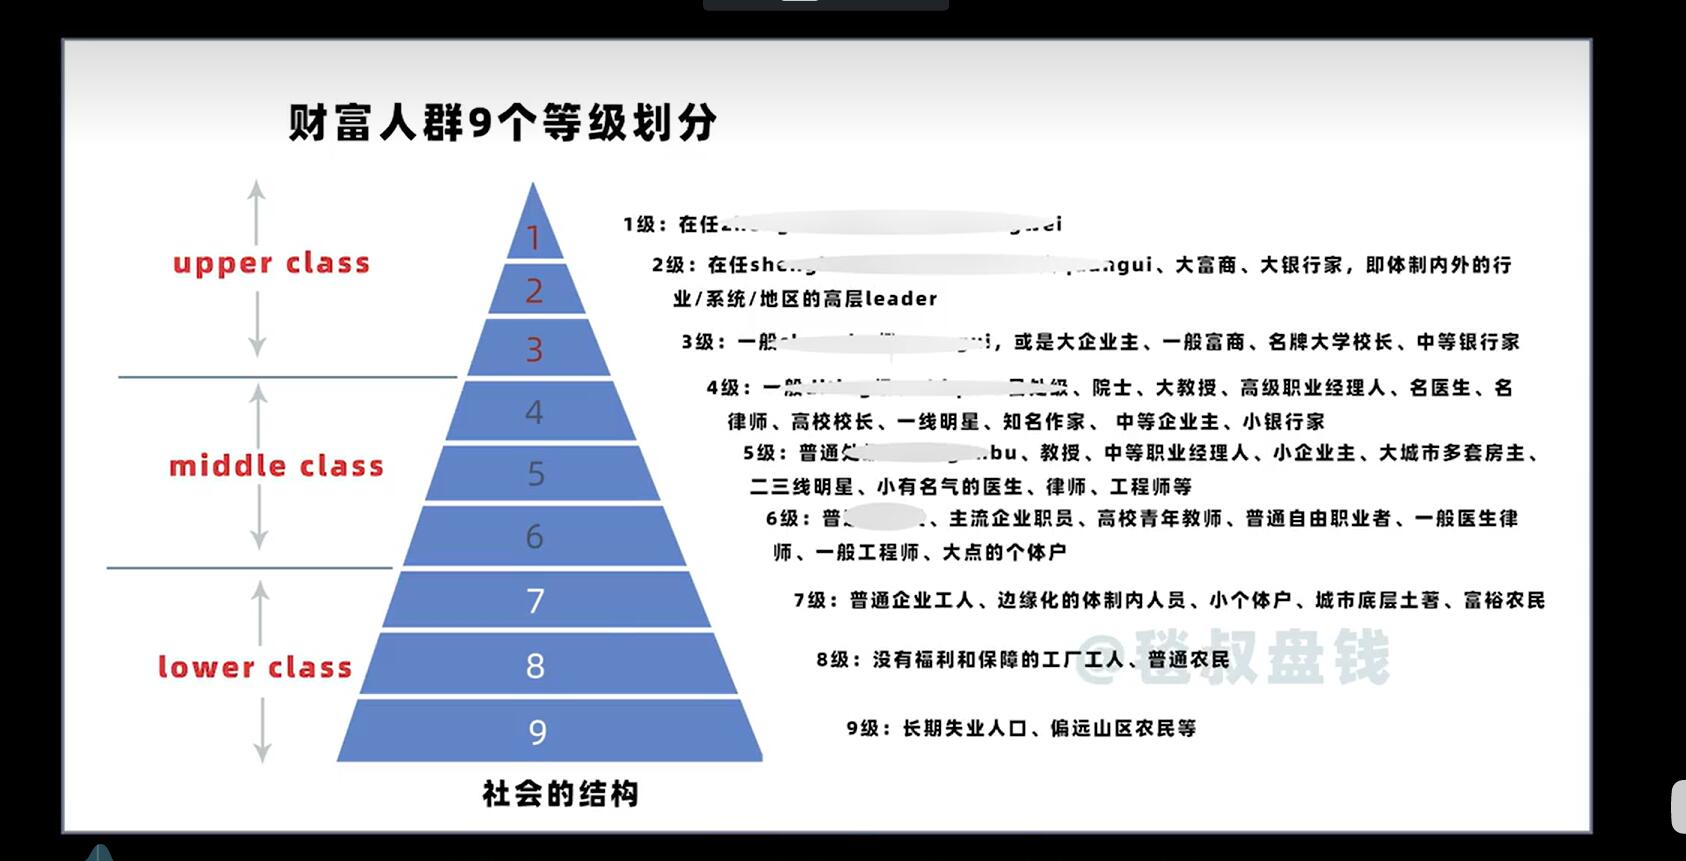 财富人群9个等级划分
upper class
middle class
lower class
1
2
3
4
5
6
7
8
9
社会的结构
1级：在任
2级：在任 、大富商、大银行家，即体制内外的行
业/系统/地区的高层leader
3级：一般 ，或是大企业主、一般富商、名牌大学校长、中等银行家
4级：一般 、院士、大教授、高级职业经理人、名医生、名
律师、高校校长、一线明星、知名作家、 中等企业主、小银行家
5级：普通 、教授、中等职业经理人、小企业主、大城市多套房主、
二三线明星、小有名气的医生、律师、工程师等
6级：普 、主流企业职员、高校青年教师、普通自由职业者、一般医生律
师、一般工程师、大点的个体户
7级：普通企业工人、边缘化的体制内人员、小个体户、城市底层土著、富裕农民
8级：没有福利和保障的工厂工人、普通农民
@毯叔盘钱
9级：长期失业人口、偏远山区农民等